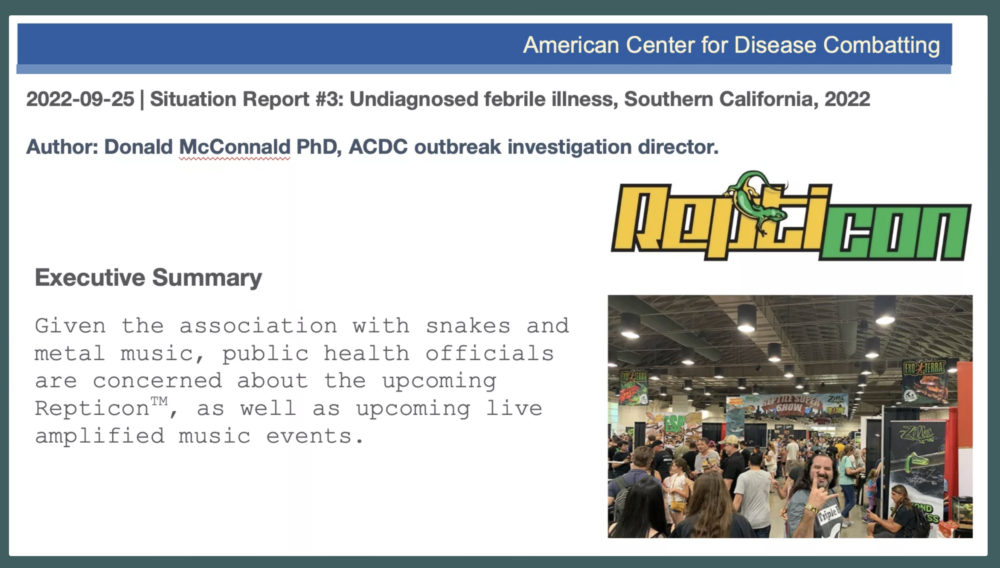 American Center for Disease Combatting
2022-09-25 | Situation Report #3: Undiagnosed febrile illness, Southern California, 2022
Author: Donald McConnald PhD, ACDC outbreak investigation director.
Repticon
Executive Summary
Given the association with snakes and
metal music, public health officials
are concerned about the upcoming
Repticon™, as well as upcoming live
amplified music events.
EXO TERRA
EXO TERRA
REPTILE SUPER
SHOW
Zilla
ESP
Zilla
Triple